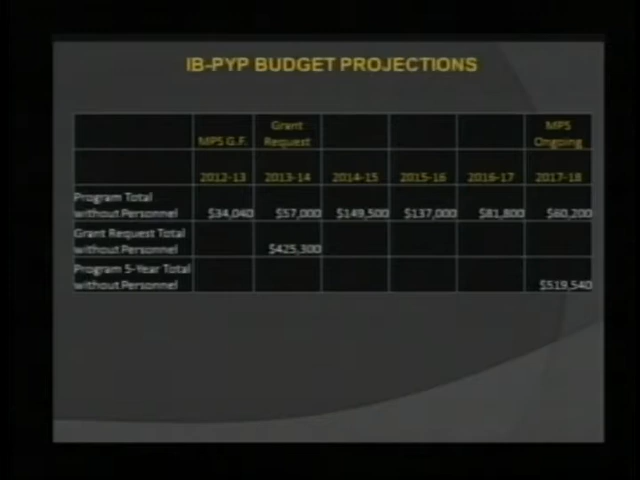 IB-PYP BUDGET PROJECTIONS
MPS G.F. Grant Request MPS Ongoing
2012-13 2013-14 2014-15 2015-16 2016-17 2017-18
Program Total
without Personnel $34,040 $57,000 $149,500 $137,000 $81,800 $60,200
Grant Request Total
without Personnel $425,300
Program 5-Year Total
without Personnel $519,540